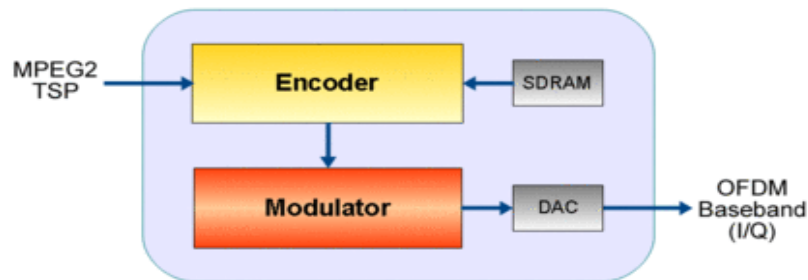 MPEG2
TSP
Encoder
SDRAM
Modulator
DAC
OFDM
Baseband
(I/Q)